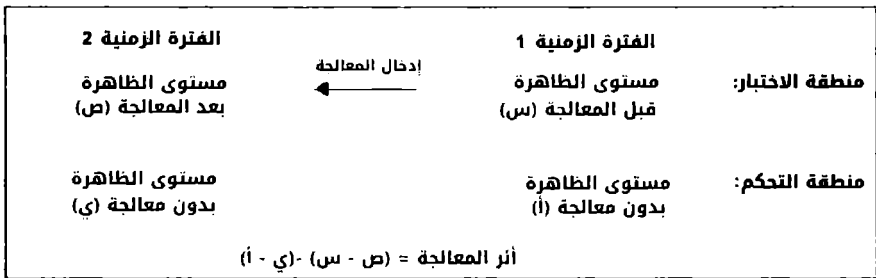 الفترة الزمنية 1 الفترة الزمنية 2
إدخال المعالجة
منطقة الاختبار: مستوى الظاهرة مستوى الظاهرة
قبل المعالجة (س) بعد المعالجة (ص)
منطقة التحكم: مستوى الظاهرة مستوى الظاهرة
بدون معالجة (أ) بدون معالجة (ي)
أثر المعالجة = (ص - س) -(ي - أ)